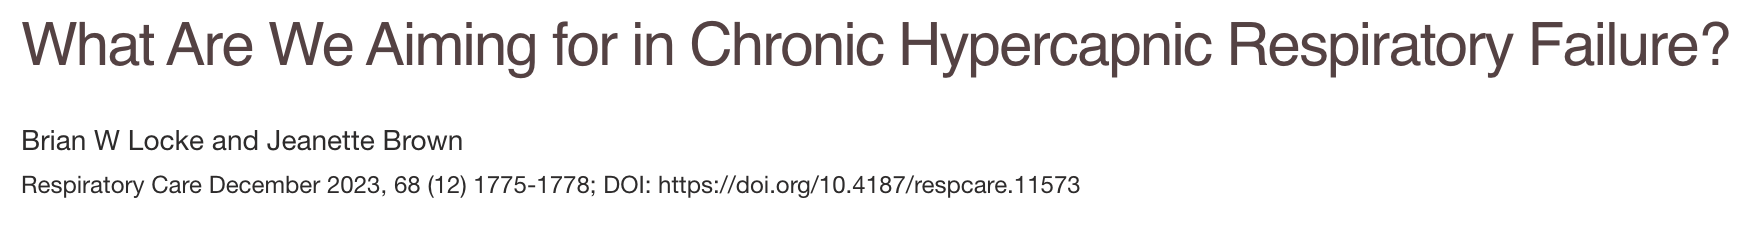 What Are We Aiming for in Chronic Hypercapnic Respiratory Failure?
Brian W Locke and Jeanette Brown
Respiratory Care December 2023, 68 (12) 1775-1778; DOI: https://doi.org/10.4187/respcare.11573